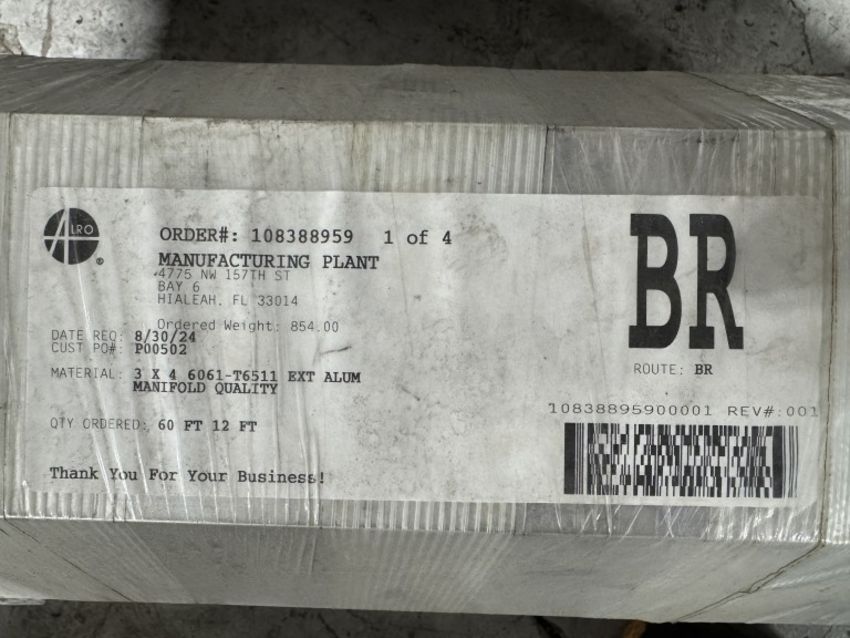 ALRO
®
ORDER#: 108388959 1 of 4
MANUFACTURING PLANT
4775 NW 157TH ST
BAY 6
HIALEAH, FL 33014
Ordered Weight: 854.00
DATE REQ: 8/30/24
CUST PO#: P00502
MATERIAL: 3 X 4 6061-T6511 EXT ALUM
MANIFOLD QUALITY
QTY ORDERED: 60 FT 12 FT
Thank You For Your Business!
BR
ROUTE: BR
10838895900001 REV#:001